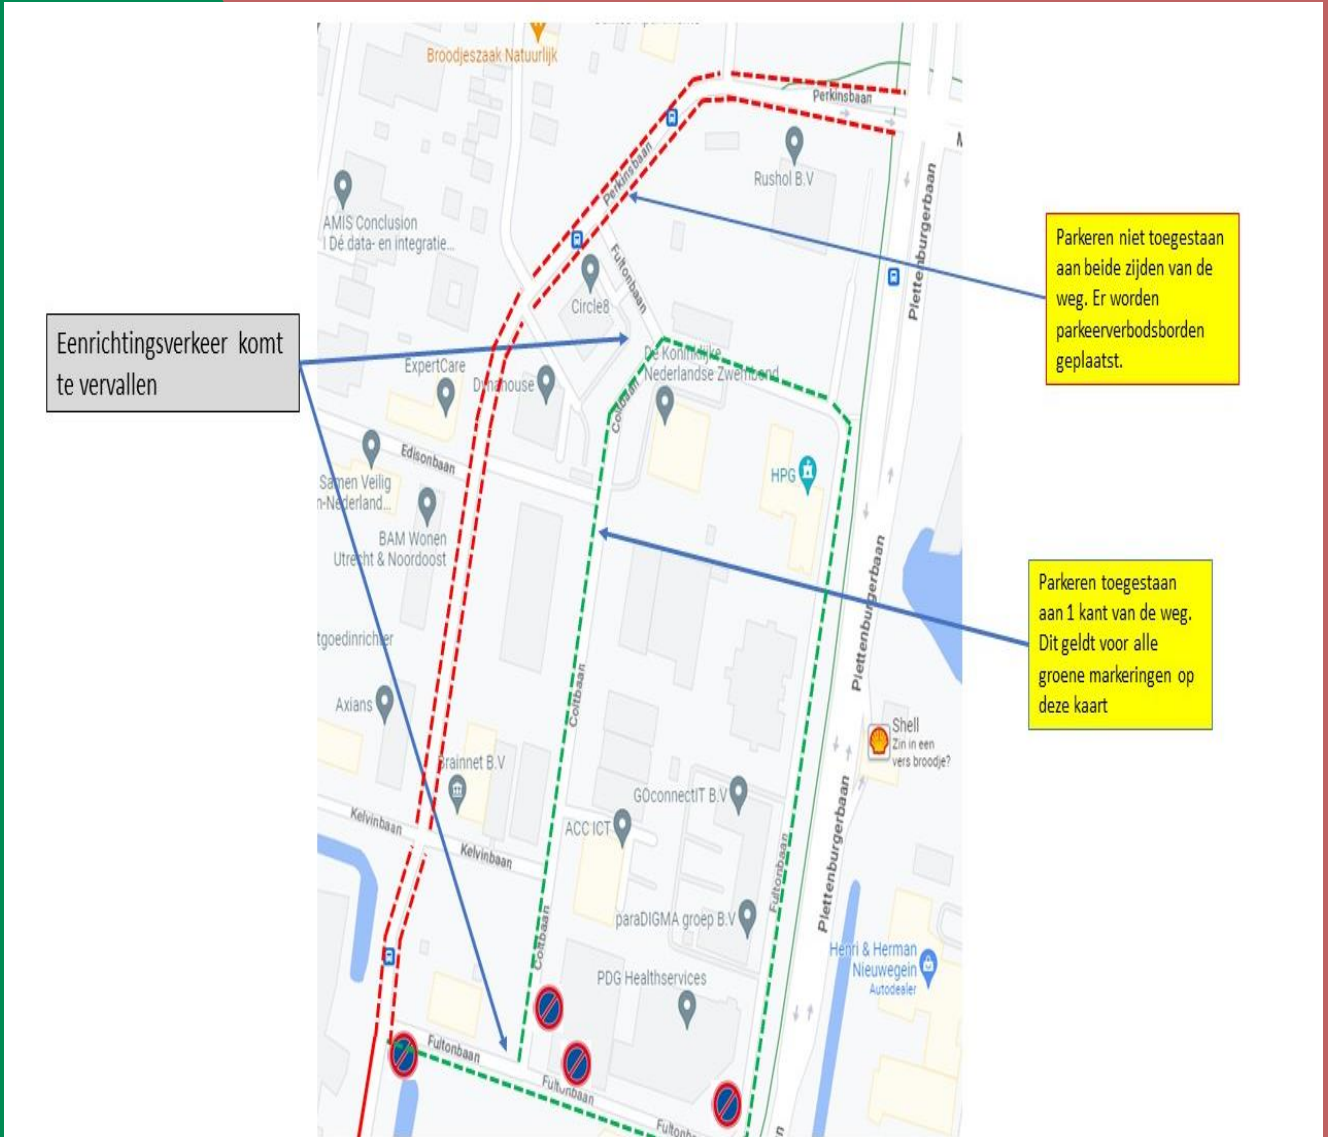 Broodjeszaak Natuurlijk
Perkinsbaan
Rushol B.V
Perkinsbaan
Plettenburgerbaan
AMIS Conclusion
| Dé data- en integratie...
Fultonbaan
Circle8
Parkeren niet toegestaan
aan beide zijden van de
weg. Er worden
parkeerverbodsborden
geplaatst.
Eenrichtingsverkeer komt
te vervallen
De Koninklijke
Nederlandse Zwembond
ExpertCare
Dynahouse
Coltbaan
Edisonbaan
HPG
Samen Veilig
n-Nederland...
BAM Wonen
Utrecht & Noordoost
Plettenburgerbaan
Parkeren toegestaan
aan 1 kant van de weg.
Dit geldt voor alle
groene markeringen op
deze kaart
tgoedinrichter
Coltbaan
Axians
Shell
Zin in een
vers broodje?
Brainnet B.V
GOconnectIT B.V
Plettenburgerbaan
ACC ICT
Kelvinbaan
Kelvinbaan
Fultonbaan
paraDIGMA groep B.V
Coltbaan
Henri & Herman
Nieuwegein
Autodealer
PDG Healthservices
Fultonbaan
Fultonbaan